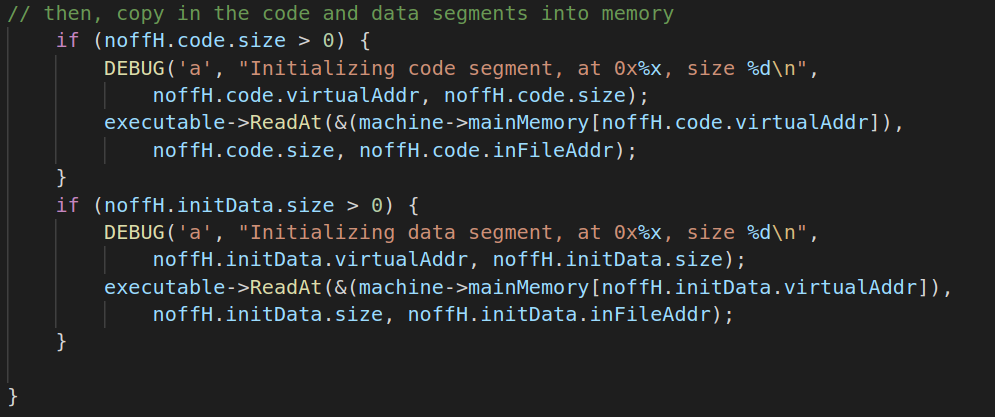 // then, copy in the code and data segments into memory
    if (noffH.code.size > 0) {
        DEBUG('a', "Initializing code segment, at 0x%x, size %d\n",
            noffH.code.virtualAddr, noffH.code.size);
        executable->ReadAt(&(machine->mainMemory[noffH.code.virtualAddr]),
            noffH.code.size, noffH.code.inFileAddr);
    }
    if (noffH.initData.size > 0) {
        DEBUG('a', "Initializing data segment, at 0x%x, size %d\n",
            noffH.initData.virtualAddr, noffH.initData.size);
        executable->ReadAt(&(machine->mainMemory[noffH.initData.virtualAddr]),
            noffH.initData.size, noffH.initData.inFileAddr);
    }

}